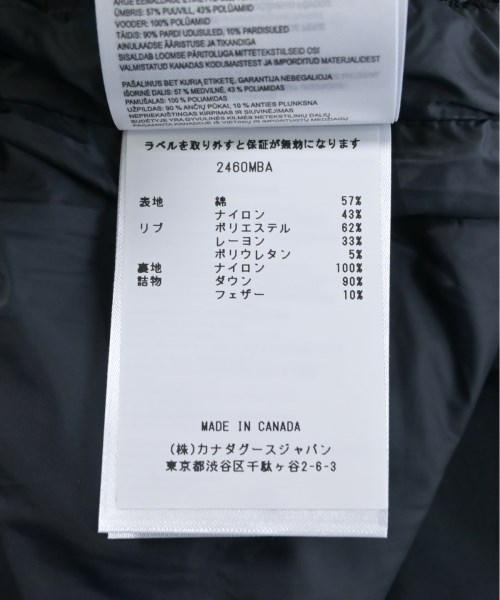 ÜMBRIS: 57% PUUVILL, 43% POLÜAMIID
VOODER: 100% POLÜAMIID
TÄIDIS: 90% PARDI UDUSULED, 10% PARDISULED
AINULAADSE ÄÄRISTUSE JA TIKANDIGA
SISALDAB LOOMSE PÄRITOLUGA MITTETEKSTIILSEID OSI
VALMISTATUD KANADAS KODUMAISTEST JA IMPORDITUD MATERJALIDEST
PAŠALINUS BET KURIĄ ETIKETĘ, GARANTIJA NEBEGALIOJA
IŠORINĖ DALIS: 57 % MEDVILNĖ, 43 % POLIAMIDAS
PAMUŠALAS: 100 % POLIAMIDAS
UŽPILDAS: 90 % ANČIŲ PŪKAI, 10 % ANTIES PLUNKSNA
NEPRIEKAIŠTINGAS KIRPIMAS IR SIUVINĖJIMAS
SUDĖTYJE YRA GYVULINĖS KILMĖS NETEKSTILINIŲ DALIŲ
ラベルを取り外すと保証が無効になります
2460MBA
表地 綿 57%
ナイロン 43%
リブ ポリエステル 62%
レーヨン 33%
ポリウレタン 5%
裏地 ナイロン 100%
詰物 ダウン 90%
フェザー 10%
MADE IN CANADA
(株)カナダグースジャパン
東京都渋谷区千駄ヶ谷2-6-3